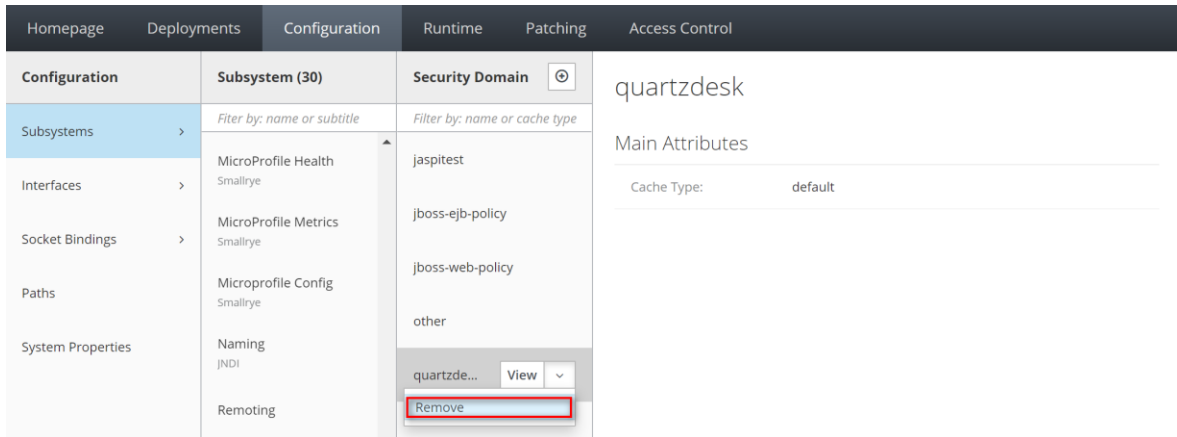 Homepage Deployments Configuration Runtime Patching Access Control
Configuration
Subsystems
Interfaces
Socket Bindings
Paths
System Properties
Subsystem (30)
Fiter by: name or subtitle
MicroProfile Health
Smallrye
MicroProfile Metrics
Smallrye
Microprofile Config
Smallrye
Naming
JNDI
Remoting
Security Domain
Filter by: name or cache type
jaspitest
jboss-ejb-policy
jboss-web-policy
other
quartzde... View
Remove
quartzdesk
Main Attributes
Cache Type: default